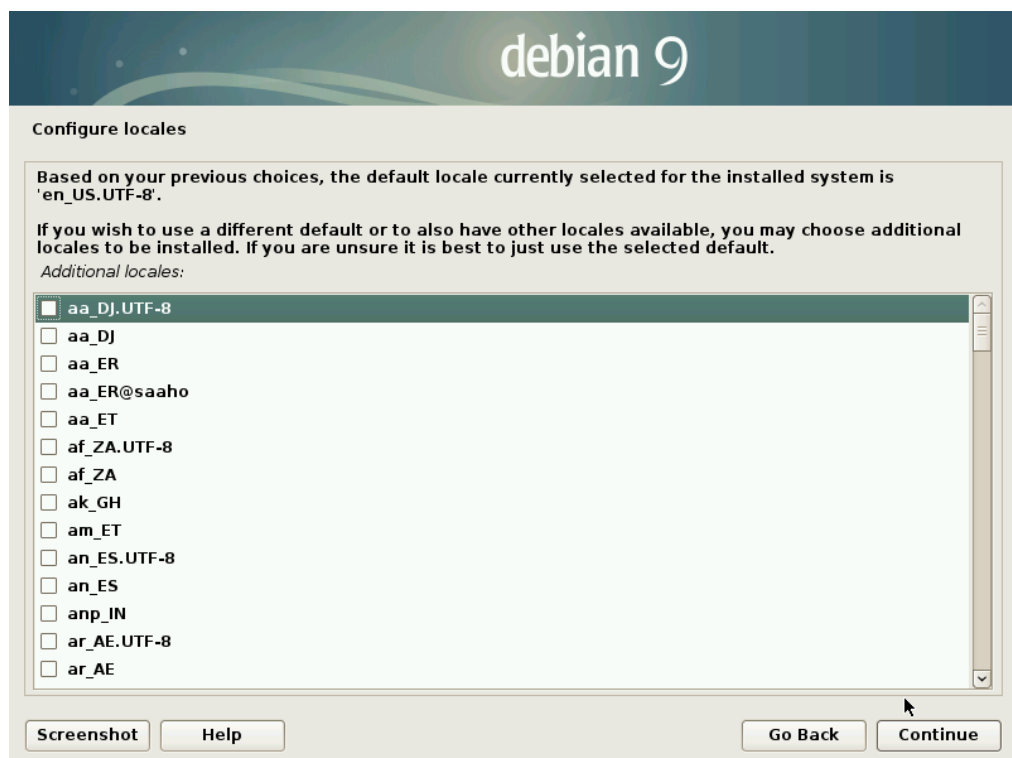 debian 9
Configure locales
Based on your previous choices, the default locale currently selected for the installed system is
'en_US.UTF-8'.
If you wish to use a different default or to also have other locales available, you may choose additional
locales to be installed. If you are unsure it is best to just use the selected default.
Additional locales:
aa_DJ.UTF-8
aa_DJ
aa_ER
aa_ER@saaho
aa_ET
af_ZA.UTF-8
af_ZA
ak_GH
am_ET
an_ES.UTF-8
an_ES
anp_IN
ar_AE.UTF-8
ar_AE
Screenshot Help Go Back Continue